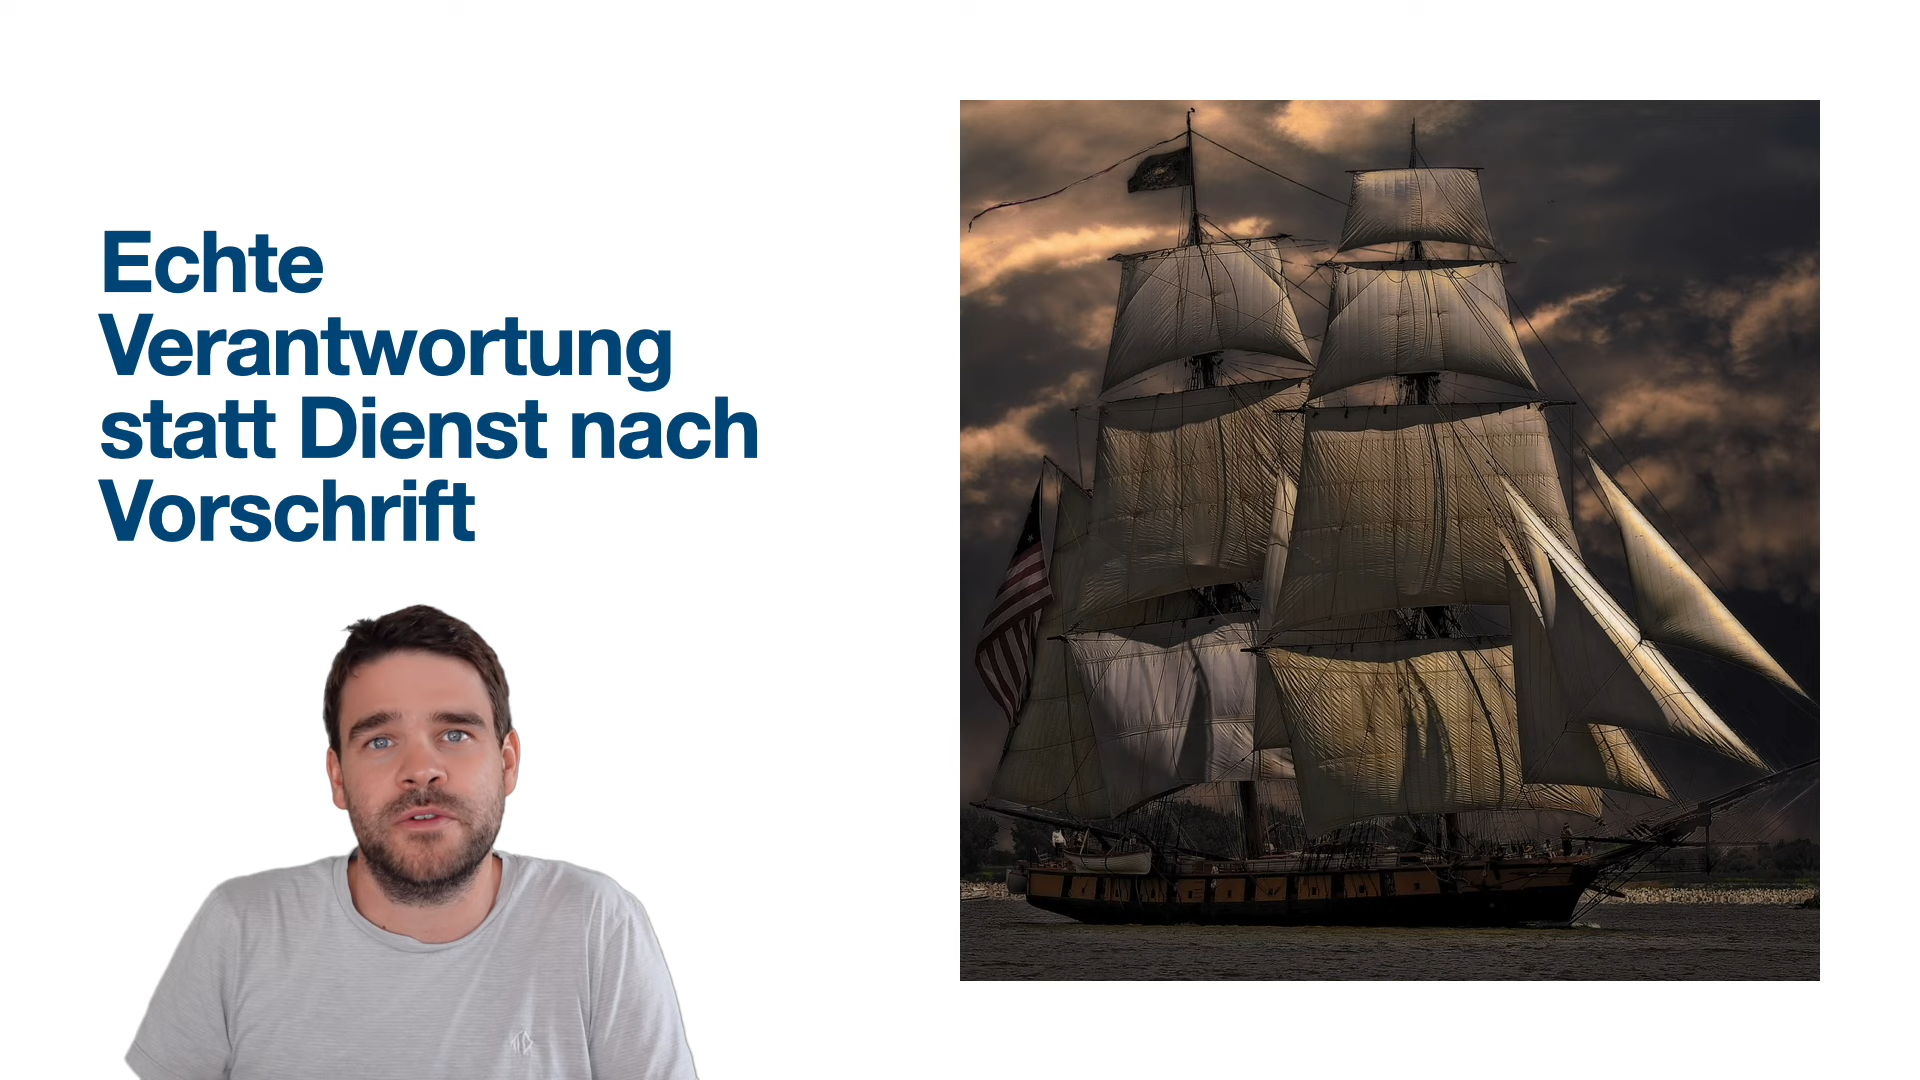 Echte
Verantwortung
statt Dienst nach
Vorschrift